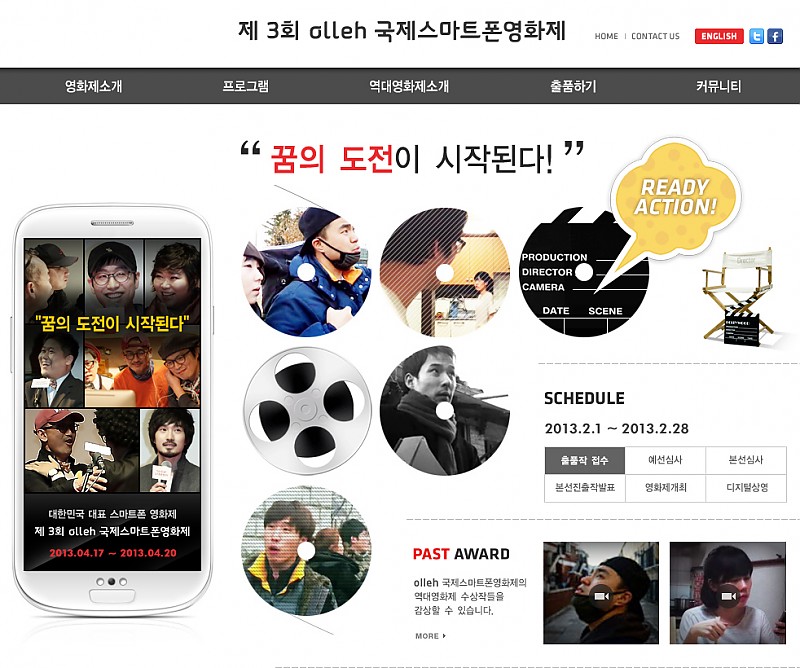 제 3회 olleh 국제스마트폰영화제
HOME | CONTACT US
ENGLISH
영화제소개 프로그램 역대영화제소개 출품하기 커뮤니티
“ 꿈의 도전이 시작된다! ”
READY
ACTION!
PRODUCTION
DIRECTOR
CAMERA
DATE SCENE
Director
HOLLYWOOD
"꿈의 도전이 시작된다"
대한민국 대표 스마트폰 영화제
제 3회 olleh 국제스마트폰영화제
2013.04.17 ~ 2013.04.20
SCHEDULE
2013.2.1 ~ 2013.2.28
출품작 접수 예선심사 본선심사
본선진출작발표 영화제개최 디지털상영
PAST AWARD
olleh 국제스마트폰영화제의
역대영화제 수상작들을
감상할 수 있습니다.
MORE